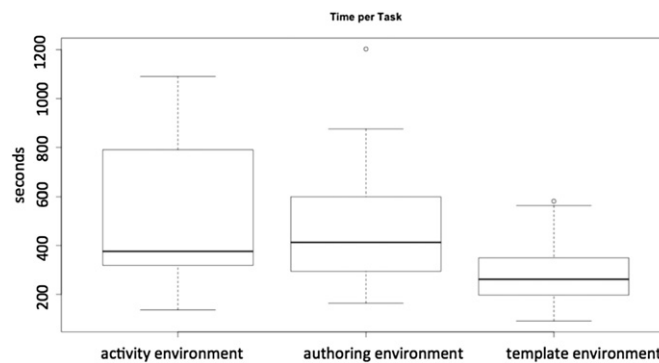 Time per Task
seconds
1200
1000
800
600
400
200
activity environment
authoring environment
template environment